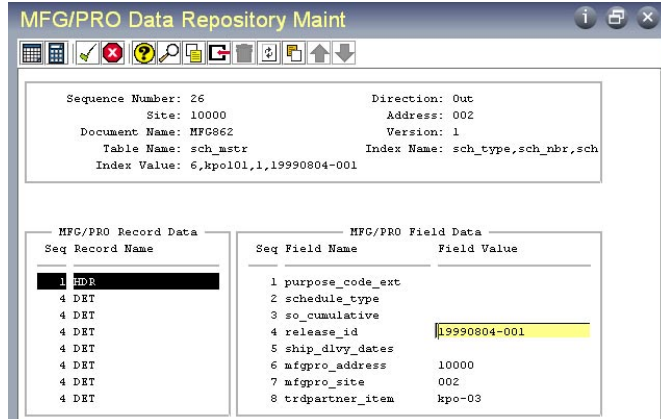 MFG/PRO Data Repository Maint
Sequence Number: 26 Direction: Out
Site: 10000 Address: 002
Document Name: MFG862 Version: 1
Table Name: sch_mstr Index Name: sch_type,sch_nbr,sch
Index Value: 6,kpo101,1,19990804-001
MFG/PRO Record Data MFG/PRO Field Data
Seq Record Name Seq Field Name Field Value
1 HDR 1 purpose_code_ext
4 DET 2 schedule_type
4 DET 3 so_cumulative
4 DET 4 release_id 19990804-001
4 DET 5 ship_dlvy_dates
4 DET 6 mfgpro_address 10000
4 DET 7 mfgpro_site 002
4 DET 8 trdpartner_item kpo-03